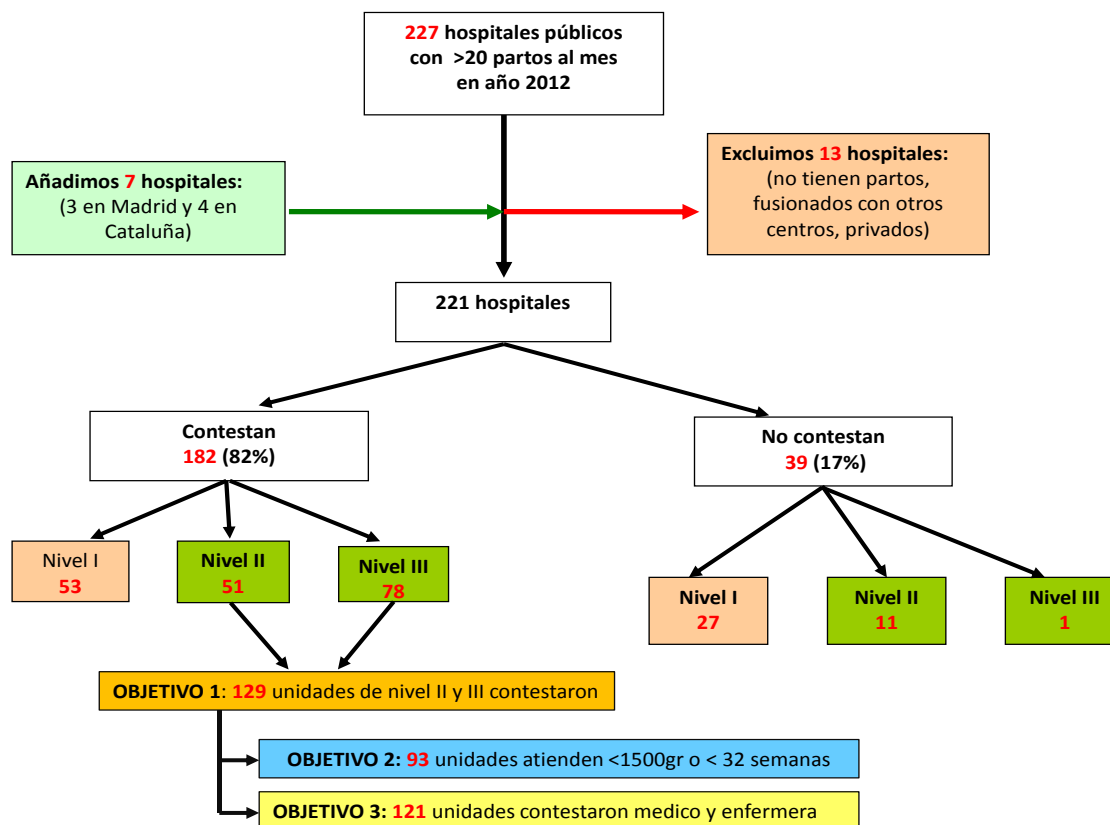 227 hospitales públicos
con >20 partos al mes
en año 2012
Añadimos 7 hospitales:
(3 en Madrid y 4 en
Cataluña)
Excluimos 13 hospitales:
(no tienen partos,
fusionados con otros
centros, privados)
221 hospitales
Contestan
182 (82%)
No contestan
39 (17%)
Nivel I
53
Nivel II
51
Nivel III
78
Nivel I
27
Nivel II
11
Nivel III
1
OBJETIVO 1: 129 unidades de nivel II y III contestaron
OBJETIVO 2: 93 unidades atienden <1500gr o < 32 semanas
OBJETIVO 3: 121 unidades contestaron medico y enfermera